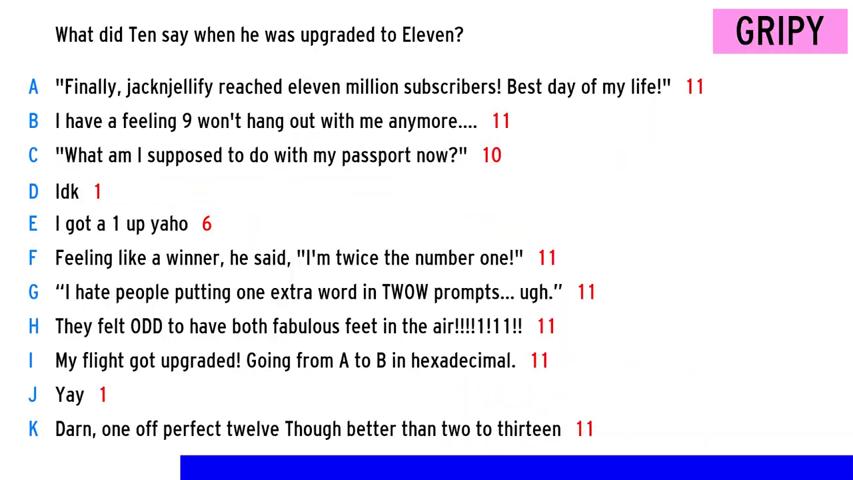 What did Ten say when he was upgraded to Eleven?
GRIPY
A "Finally, jacknjellify reached eleven million subscribers! Best day of my life!" 11
B I have a feeling 9 won't hang out with me anymore.... 11
C "What am I supposed to do with my passport now?" 10
D Idk 1
E I got a 1 up yaho 6
F Feeling like a winner, he said, "I'm twice the number one!" 11
G “I hate people putting one extra word in TWOW prompts... ugh.” 11
H They felt ODD to have both fabulous feet in the air!!!!1!11!! 11
I My flight got upgraded! Going from A to B in hexadecimal. 11
J Yay 1
K Darn, one off perfect twelve Though better than two to thirteen 11